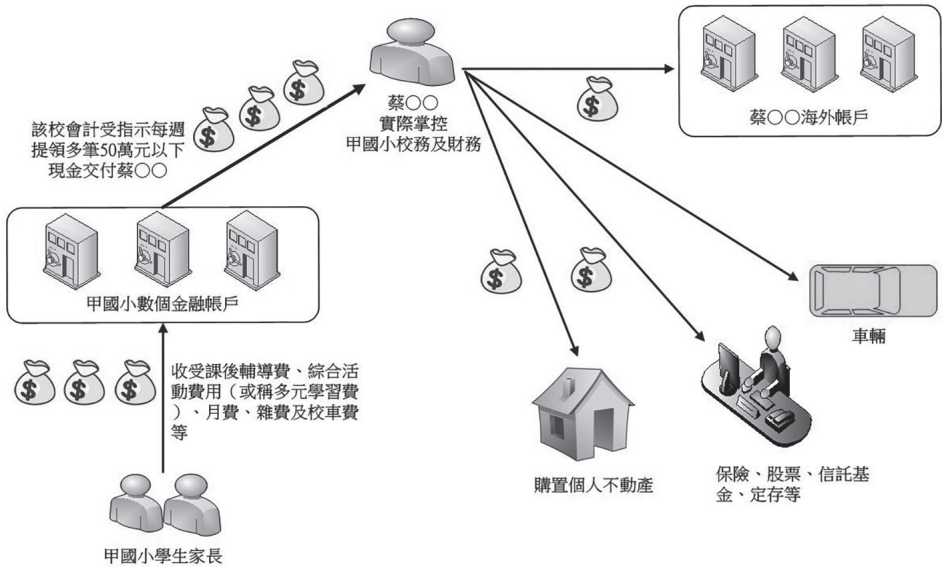 蔡○○
實際掌控
甲國小校務及財務
蔡○○海外帳戶
該校會計受指示每週
提領多筆50萬元以下
現金交付蔡○○
甲國小數個金融帳戶
車輛
收受課後輔導費、綜合活
動費用（或稱多元學習費
）、月費、雜費及校車費
等
購置個人不動產
保險、股票、信託基
金、定存等
甲國小學生家長
$
$
$
$
$
$
$
$
$